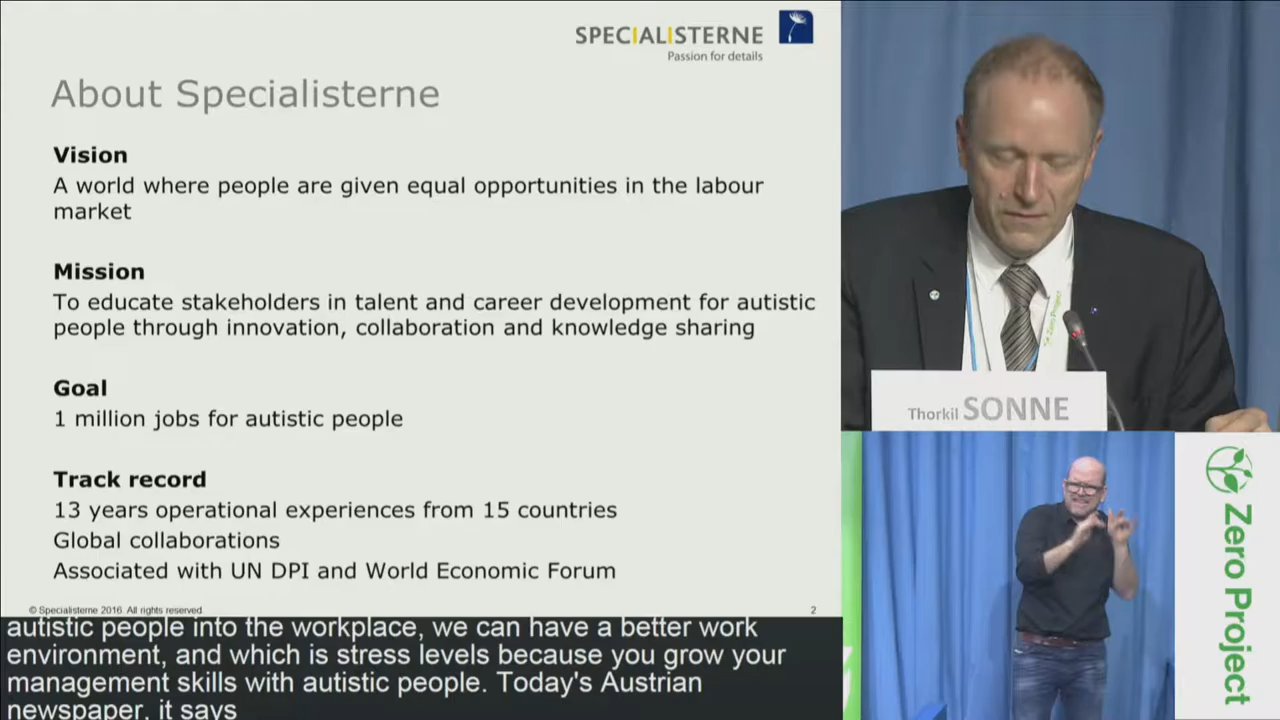 SPECIALISTERNE
Passion for details
About Specialisterne
Vision
A world where people are given equal opportunities in the labour
market
Mission
To educate stakeholders in talent and career development for autistic
people through innovation, collaboration and knowledge sharing
Goal
1 million jobs for autistic people
Track record
13 years operational experiences from 15 countries
Global collaborations
Associated with UN DPI and World Economic Forum
© Specialisterne 2016. All rights reserved.
2
autistic people into the workplace, we can have a better work
environment, and which is stress levels because you grow your
management skills with autistic people. Today's Austrian
newspaper, it says
Zero Project
Thorkil SONNE
Zero Project